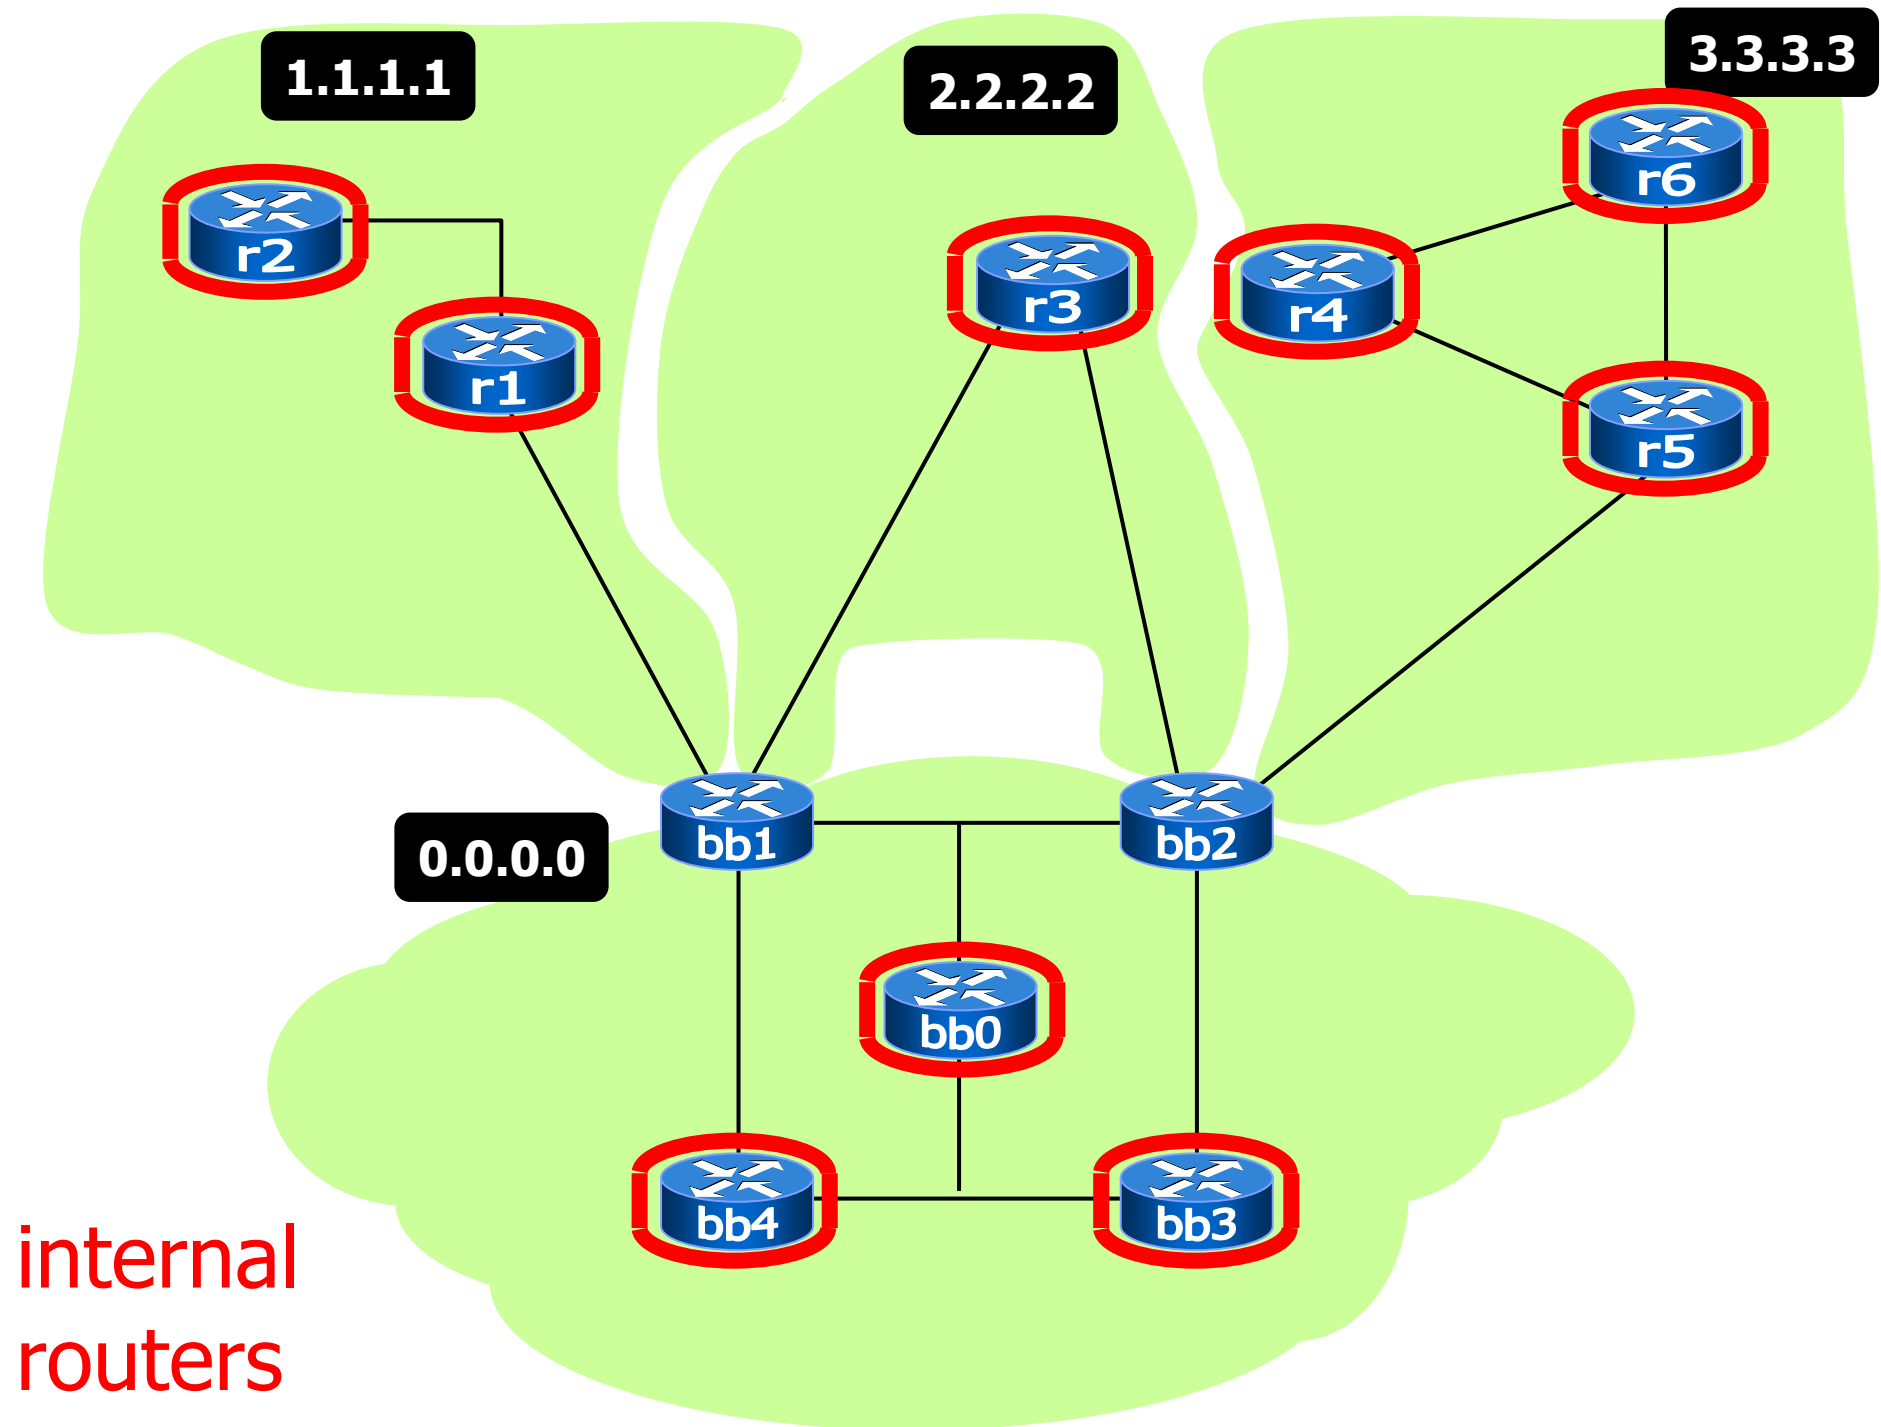 1.1.1.1
2.2.2.2
3.3.3.3
r6
r2
r3
r4
r1
r5
bb1
bb2
0.0.0.0
bb0
bb4
bb3
internal
routers